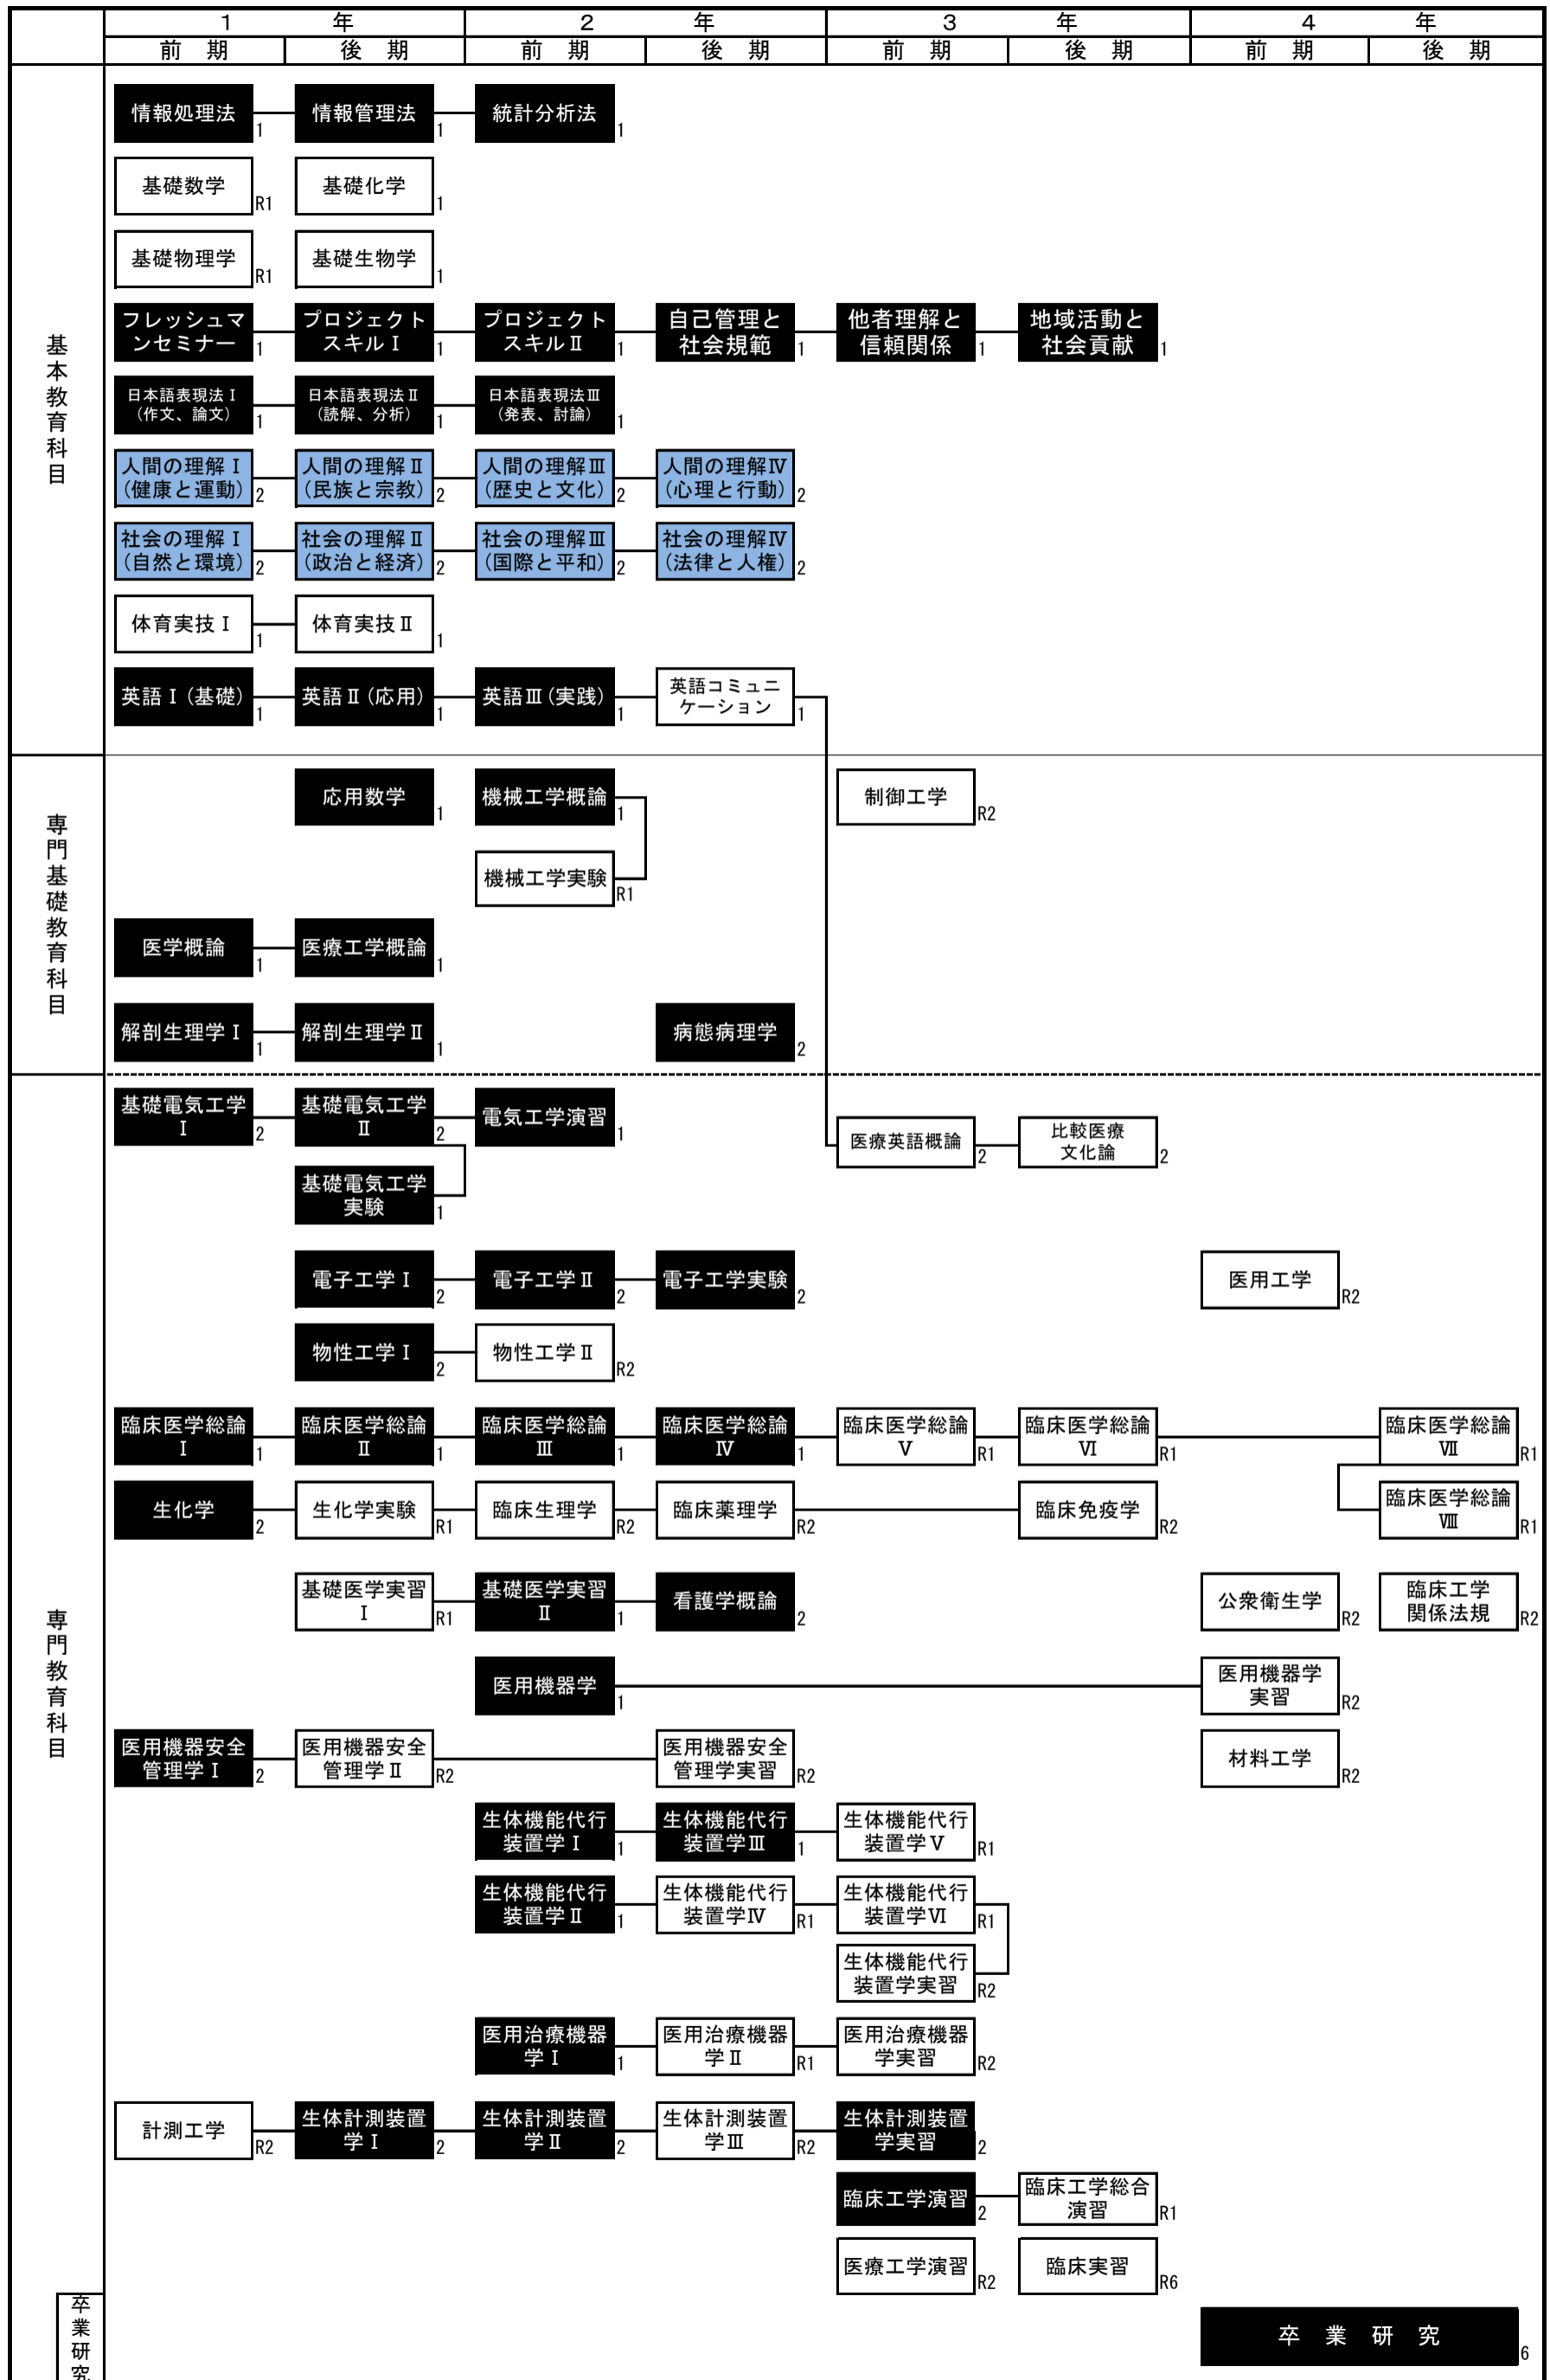 1 年 2 年 3 年 4 年
前 期 後 期 前 期 後 期 前 期 後 期 前 期 後 期
基本教育科目
情報処理法 1 情報管理法 1 統計分析法 1
基礎数学 R1 基礎化学 1
基礎物理学 R1 基礎生物学 1
フレッシュマ プロジェクト プロジェクト 自己管理と 他者理解と 地域活動と
ンセミナー 1 スキルⅠ 1 スキルⅡ 1 社会規範 1 信頼関係 1 社会貢献 1
日本語表現法Ⅰ 日本語表現法Ⅱ 日本語表現法Ⅲ
(作文、論文) 1 (読解、分析) 1 (発表、討論) 1
人間の理解Ⅰ 人間の理解Ⅱ 人間の理解Ⅲ 人間の理解Ⅳ
(健康と運動) 2 (民族と宗教) 2 (歴史と文化) 2 (心理と行動) 2
社会の理解Ⅰ 社会の理解Ⅱ 社会の理解Ⅲ 社会の理解Ⅳ
(自然と環境) 2 (政治と経済) 2 (国際と平和) 2 (法律と人権) 2
体育実技Ⅰ 1 体育実技Ⅱ 1
英語Ⅰ(基礎) 1 英語Ⅱ(応用) 1 英語Ⅲ(実践) 1 英語コミュニ
ケーション 1
専門基礎教育科目
応用数学 1 機械工学概論 1 制御工学 R2
機械工学実験 R1
医学概論 1 医療工学概論 1
解剖生理学Ⅰ 1 解剖生理学Ⅱ 1 病態病理学 2
専門教育科目
基礎電気工学 基礎電気工学 電気工学演習 1
Ⅰ 2 Ⅱ 2
医療英語概論 2 比較医療
文化論 2
基礎電気工学
実験 1
電子工学Ⅰ 2 電子工学Ⅱ 2 電子工学実験 2 医用工学 R2
物性工学Ⅰ 2 物性工学Ⅱ R2
臨床医学総論 臨床医学総論 臨床医学総論 臨床医学総論 臨床医学総論 臨床医学総論 臨床医学総論
Ⅰ 1 Ⅱ 1 Ⅲ 1 Ⅳ 1 Ⅴ R1 Ⅵ R1 Ⅶ R1
生化学 2 生化学実験 R1 臨床生理学 R2 臨床薬理学 R2 臨床免疫学 R2 臨床医学総論
Ⅷ R1
基礎医学実習 基礎医学実習 看護学概論 2 公衆衛生学 R2 臨床工学
Ⅰ R1 Ⅱ 1 関係法規 R2
医用機器学 1 医用機器学
実習 R2
医用機器安全 医用機器安全 医用機器安全 材料工学 R2
管理学Ⅰ 2 管理学Ⅱ R2 管理学実習 R2
生体機能代行 生体機能代行 生体機能代行
装置学Ⅰ 1 装置学Ⅲ 1 装置学Ⅴ R1
生体機能代行 生体機能代行 生体機能代行
装置学Ⅱ 1 装置学Ⅳ R1 装置学Ⅵ R1
生体機能代行
装置学実習 R2
医用治療機器 医用治療機器 医用治療機器
学Ⅰ 1 学Ⅱ R1 学実習 R2
計測工学 R2 生体計測装置 生体計測装置 生体計測装置 生体計測装置
学Ⅰ 2 学Ⅱ 2 学Ⅲ R2 学実習 2
臨床工学演習 2 臨床工学総合
演習 R1
医療工学演習 R2 臨床実習 R6
卒業研究
卒 業 研 究 6